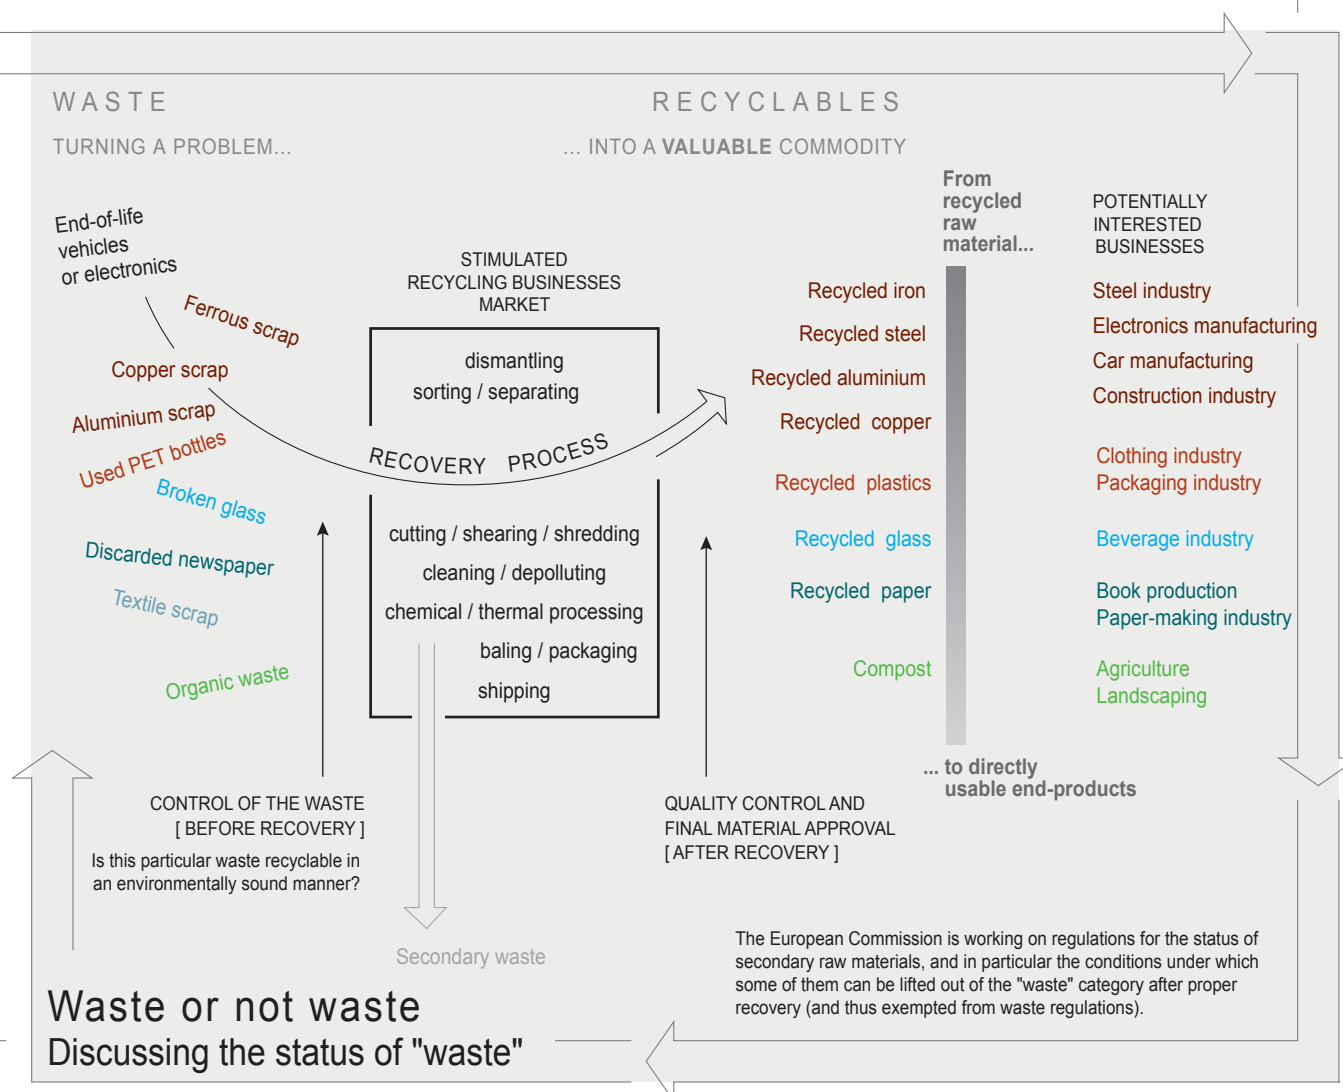 WASTE
RECYCLABLES
TURNING A PROBLEM...
... INTO A VALUABLE COMMODITY
End-of-life
vehicles
or electronics
Ferrous scrap
Copper scrap
Aluminium scrap
Used PET bottles
Broken glass
Discarded newspaper
Textile scrap
Organic waste
STIMULATED
RECYCLING BUSINESSES
MARKET
dismantling
sorting / separating
RECOVERY PROCESS
cutting / shearing / shredding
cleaning / depolluting
chemical / thermal processing
baling / packaging
shipping
From
recycled
raw
material...
Recycled iron
Recycled steel
Recycled aluminium
Recycled copper
Recycled plastics
Recycled glass
Recycled paper
Compost
... to directly
usable end-products
POTENTIALLY
INTERESTED
BUSINESSES
Steel industry
Electronics manufacturing
Car manufacturing
Construction industry
Clothing industry
Packaging industry
Beverage industry
Book production
Paper-making industry
Agriculture
Landscaping
CONTROL OF THE WASTE
[ BEFORE RECOVERY ]
Is this particular waste recyclable in
an environmentally sound manner?
QUALITY CONTROL AND
FINAL MATERIAL APPROVAL
[ AFTER RECOVERY ]
Secondary waste
The European Commission is working on regulations for the status of
secondary raw materials, and in particular the conditions under which
some of them can be lifted out of the "waste" category after proper
recovery (and thus exempted from waste regulations).
Waste or not waste
Discussing the status of "waste"